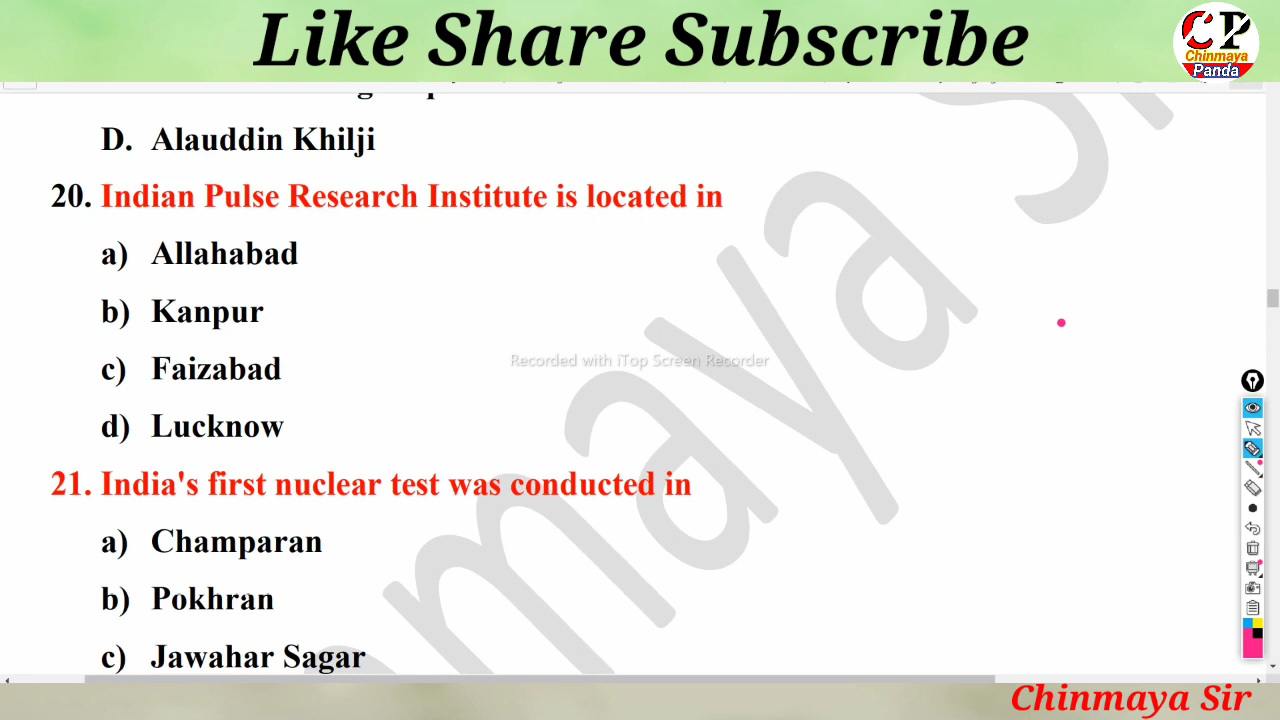 Like Share Subscribe
CP
Chinmaya
Panda
D. Alauddin Khilji
20. Indian Pulse Research Institute is located in
a) Allahabad
b) Kanpur
Recorded with iTop Screen Recorder
c) Faizabad
d) Lucknow
21. India's first nuclear test was conducted in
a) Champaran
b) Pokhran
c) Jawahar Sagar
Chinmaya Sir